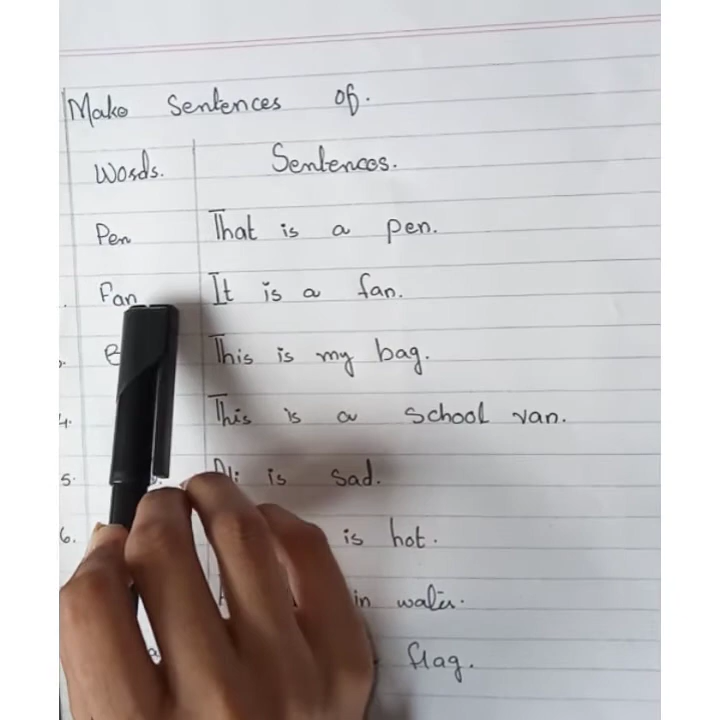 Make Sentences of.
Words. Sentences.
Pen That is a pen.
Fan It is a fan.
This is my bag.
4. This is a school van.
5. is sad.
6. is hot.
in water.
flag.